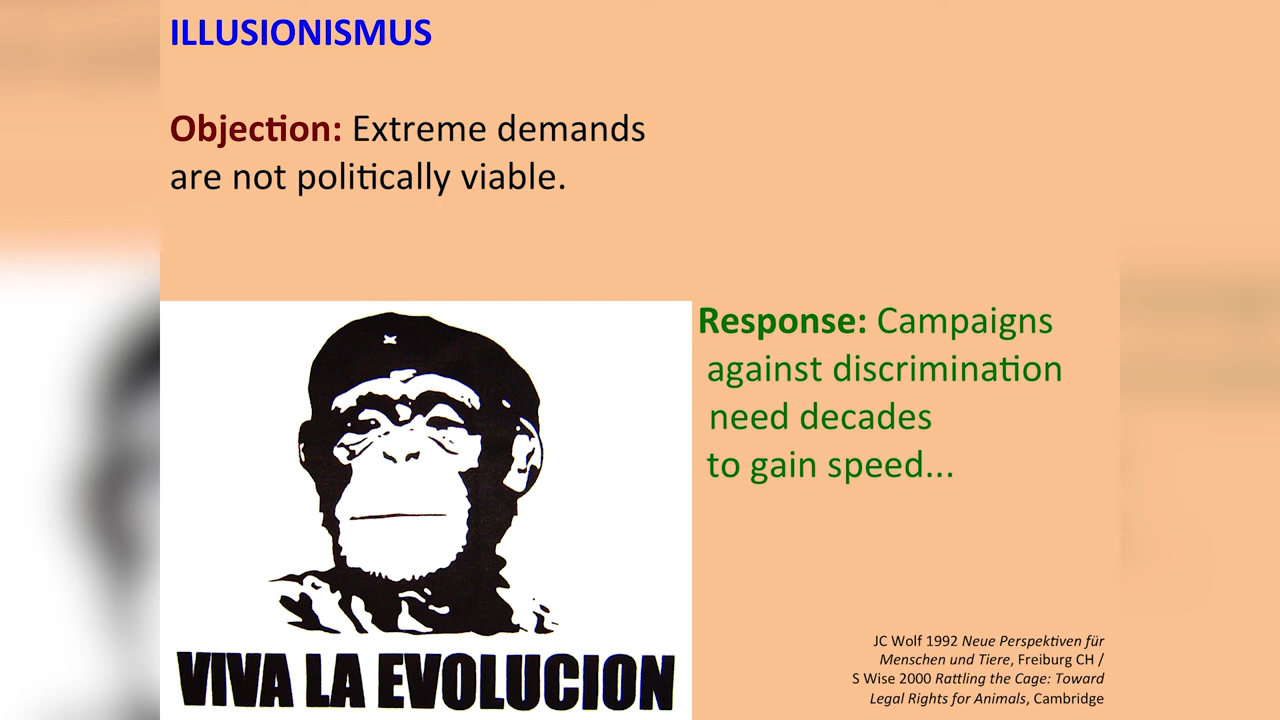 ILLUSIONISMUS
Objection: Extreme demands
are not politically viable.
Response: Campaigns
against discrimination
need decades
to gain speed...
VIVA LA EVOLUCION
JC Wolf 1992 Neue Perspektiven für
Menschen und Tiere, Freiburg CH /
S Wise 2000 Rattling the Cage: Toward
Legal Rights for Animals, Cambridge